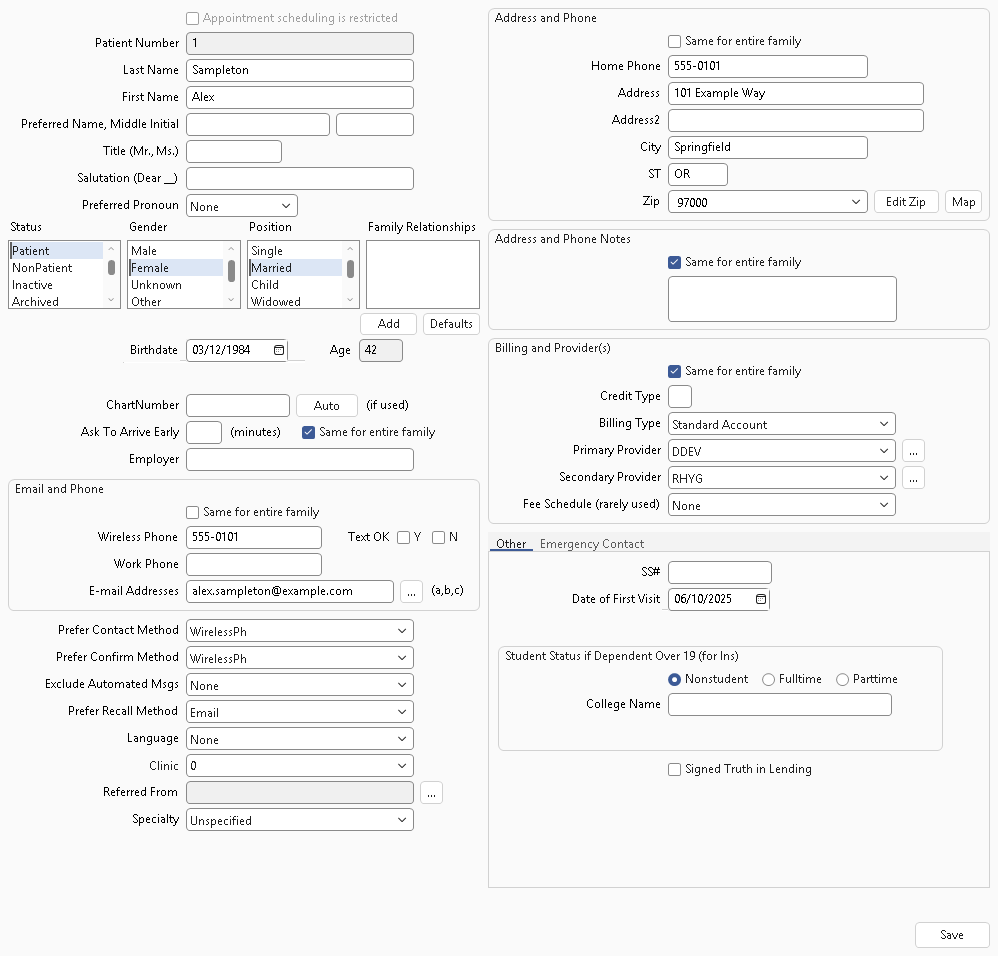 Appointment scheduling is restricted
Patient Number 1
Last Name Sampleton
First Name Alex
Preferred Name, Middle Initial
Title (Mr., Ms.)
Salutation (Dear __)
Preferred Pronoun None
Status Gender Position Family Relationships
Patient Male Single
NonPatient Female Married
Inactive Unknown Child
Archived Other Widowed
Add Defaults
Birthdate 03/12/1984 Age 42
ChartNumber Auto (if used)
Ask To Arrive Early (minutes) Same for entire family
Employer
Email and Phone
Same for entire family
Wireless Phone 555-0101 Text OK Y N
Work Phone
E-mail Addresses alex.sampleton@example.com ... (a,b,c)
Prefer Contact Method WirelessPh
Prefer Confirm Method WirelessPh
Exclude Automated Msgs None
Prefer Recall Method Email
Language None
Clinic 0
Referred From ...
Specialty Unspecified
Address and Phone
Same for entire family
Home Phone 555-0101
Address 101 Example Way
Address2
City Springfield
ST OR
Zip 97000 Edit Zip Map
Address and Phone Notes
Same for entire family
Billing and Provider(s)
Same for entire family
Credit Type
Billing Type Standard Account
Primary Provider DDEV ...
Secondary Provider RHYG ...
Fee Schedule (rarely used) None
Other Emergency Contact
SS#
Date of First Visit 06/10/2025
Student Status if Dependent Over 19 (for Ins)
Nonstudent Fulltime Parttime
College Name
Signed Truth in Lending
Save